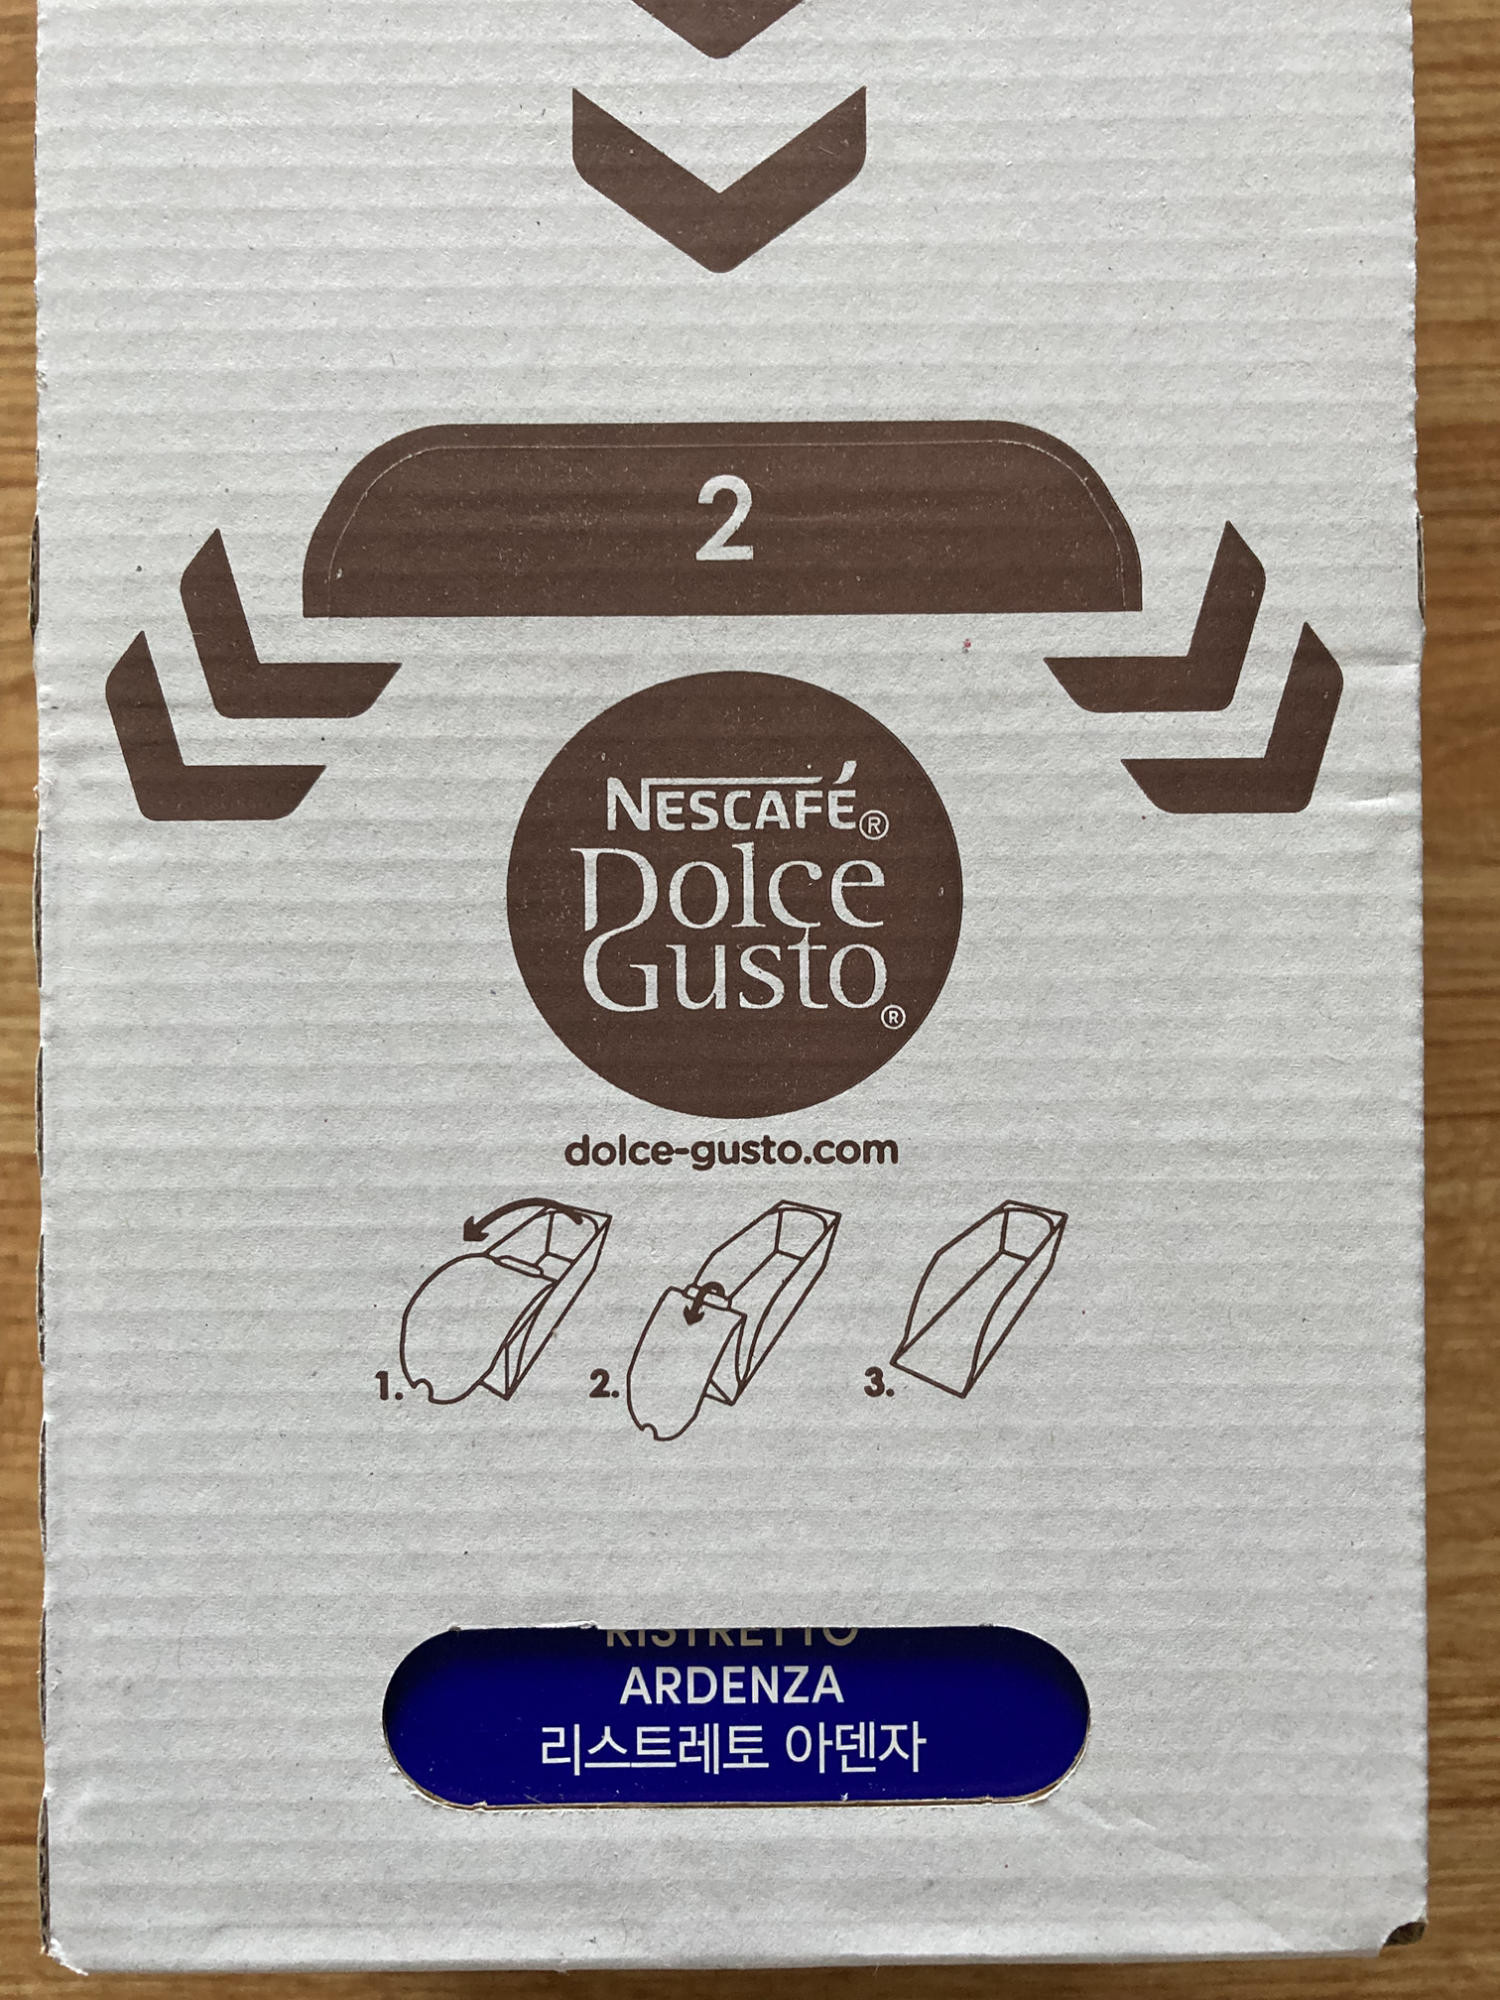 2
NESCAFÉ®
Dolce
Gusto®
dolce-gusto.com
1. 2. 3.
RISTRETTO
ARDENZA
리스트레토 아덴자